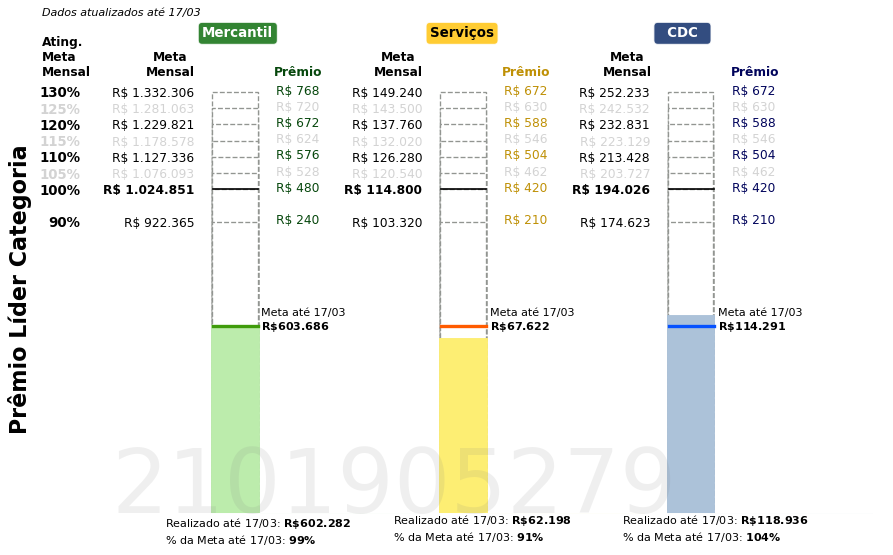 Dados atualizados até 17/03
Mercantil Serviços CDC
Ating. Meta Mensal Meta Mensal Prêmio Meta Mensal Prêmio Meta Mensal Prêmio
130% R$ 1.332.306 R$ 768 R$ 149.240 R$ 672 R$ 252.233 R$ 672
125% R$ 1.281.063 R$ 720 R$ 143.500 R$ 630 R$ 242.532 R$ 630
120% R$ 1.229.821 R$ 672 R$ 137.760 R$ 588 R$ 232.831 R$ 588
115% R$ 1.178.578 R$ 624 R$ 132.020 R$ 546 R$ 223.129 R$ 546
110% R$ 1.127.336 R$ 576 R$ 126.280 R$ 504 R$ 213.428 R$ 504
105% R$ 1.076.093 R$ 528 R$ 120.540 R$ 462 R$ 203.727 R$ 462
100% R$ 1.024.851 R$ 480 R$ 114.800 R$ 420 R$ 194.026 R$ 420
90% R$ 922.365 R$ 240 R$ 103.320 R$ 210 R$ 174.623 R$ 210
Prêmio Líder Categoria
Meta até 17/03 Meta até 17/03 Meta até 17/03
R$603.686 R$67.622 R$114.291
2101905279
Realizado até 17/03: R$602.282 Realizado até 17/03: R$62.198 Realizado até 17/03: R$118.936
% da Meta até 17/03: 99% % da Meta até 17/03: 91% % da Meta até 17/03: 104%